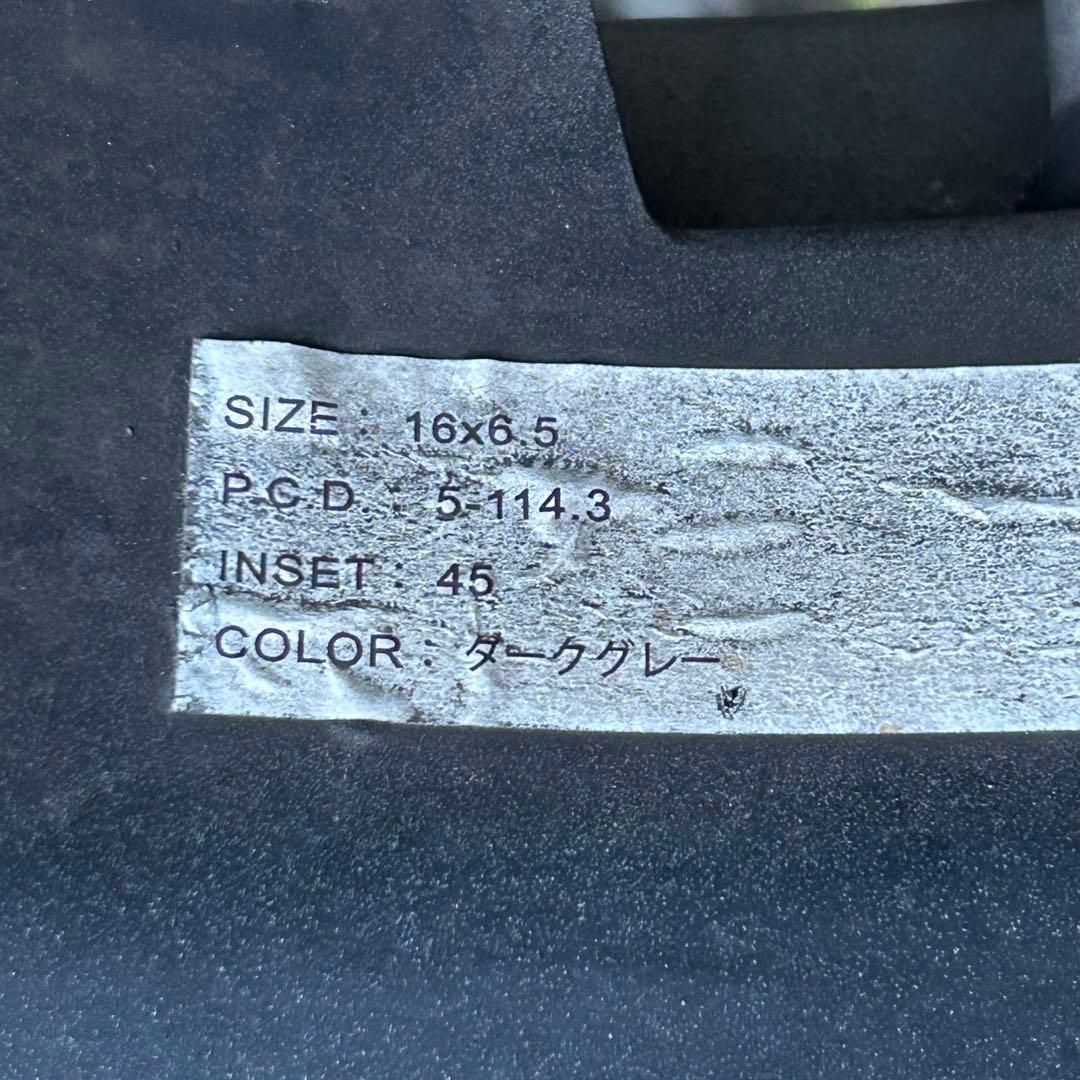 SIZE : 16x6.5
P.C.D. : 5-114.3
INSET : 45
COLOR : ダークグレー